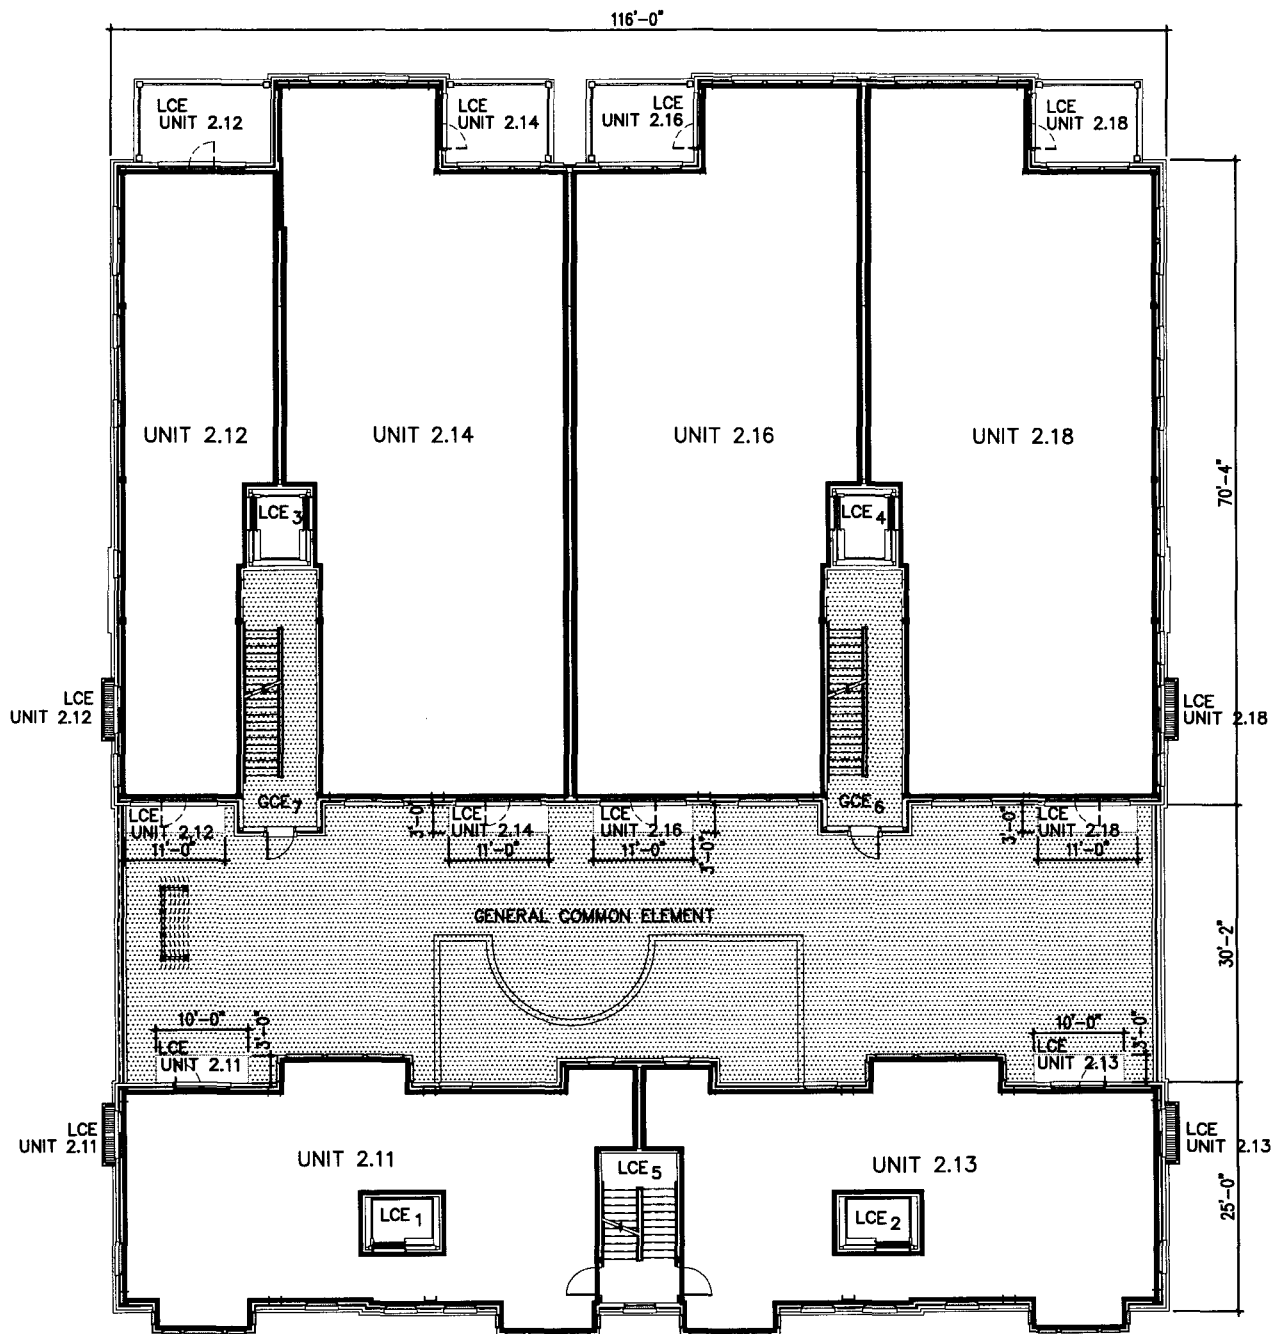 116'-0"
LCE
UNIT 2.12
LCE
UNIT 2.14
LCE
UNIT 2.16
LCE
UNIT 2.18
UNIT 2.12
UNIT 2.14
UNIT 2.16
UNIT 2.18
70'-4"
LCE 3
LCE 4
LCE
UNIT 2.12
LCE
UNIT 2.18
GCE 7
GCE 6
LCE
UNIT 2.12
11'-0"
3'-0"
LCE
UNIT 2.14
11'-0"
LCE
UNIT 2.16
11'-0"
3'-0"
3'-0"
LCE
UNIT 2.18
11'-0"
GENERAL COMMON ELEMENT
30'-2"
10'-0"
3'-0"
LCE
UNIT 2.11
10'-0"
3'-0"
LCE
UNIT 2.13
LCE
UNIT 2.11
LCE
UNIT 2.13
UNIT 2.11
LCE 5
UNIT 2.13
LCE 1
LCE 2
25'-0"